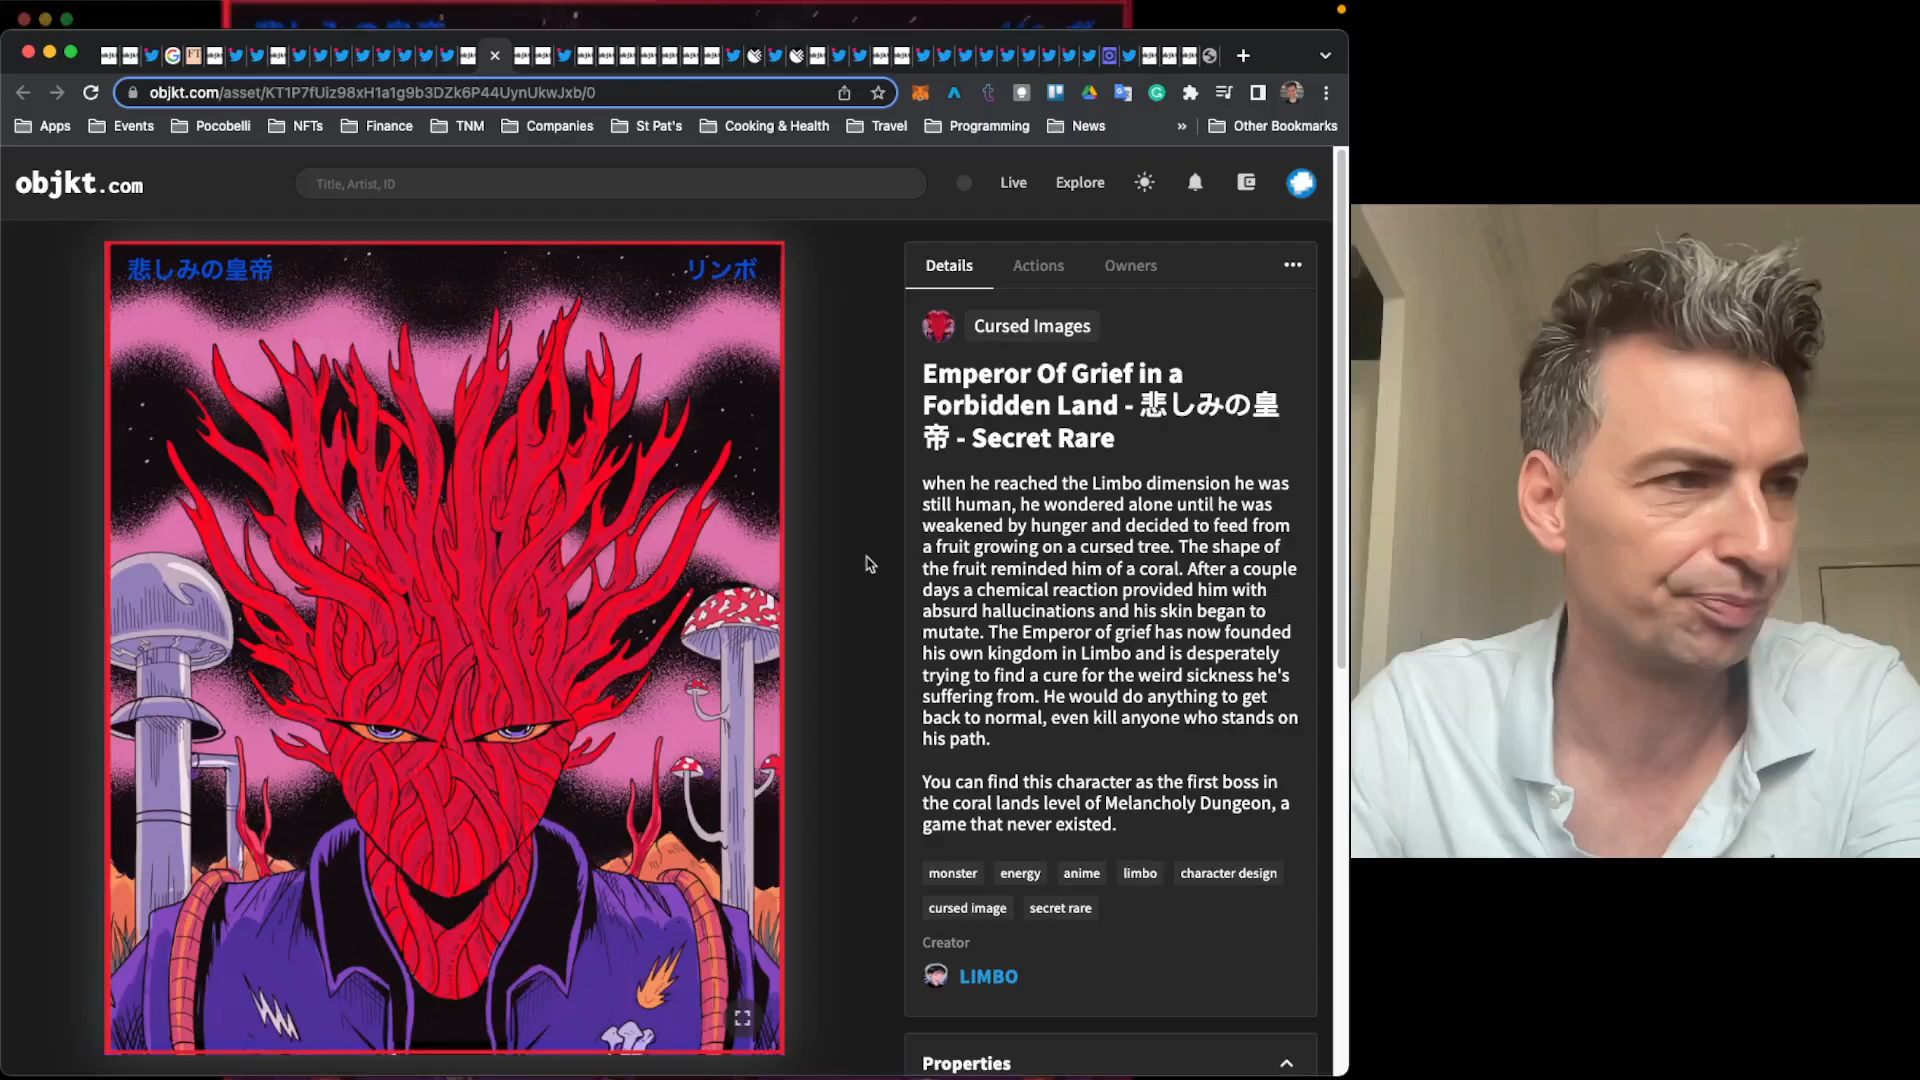 objkt.com/asset/KT1P7fUiz98xH1a1g9b3DZk6P44UynUkwJxb/0
Apps Events Pocobelli NFTs Finance TNM Companies St Pat's Cooking & Health Travel Programming News » Other Bookmarks
objkt.com Title, Artist, ID Live Explore
悲しみの皇帝 リンボ
Details Actions Owners
Cursed Images
Emperor Of Grief in a
Forbidden Land - 悲しみの皇
帝 - Secret Rare
when he reached the Limbo dimension he was
still human, he wondered alone until he was
weakened by hunger and decided to feed from
a fruit growing on a cursed tree. The shape of
the fruit reminded him of a coral. After a couple
days a chemical reaction provided him with
absurd hallucinations and his skin began to
mutate. The Emperor of grief has now founded
his own kingdom in Limbo and is desperately
trying to find a cure for the weird sickness he's
suffering from. He would do anything to get
back to normal, even kill anyone who stands on
his path.
You can find this character as the first boss in
the coral lands level of Melancholy Dungeon, a
game that never existed.
monster energy anime limbo character design
cursed image secret rare
Creator
LIMBO
Properties